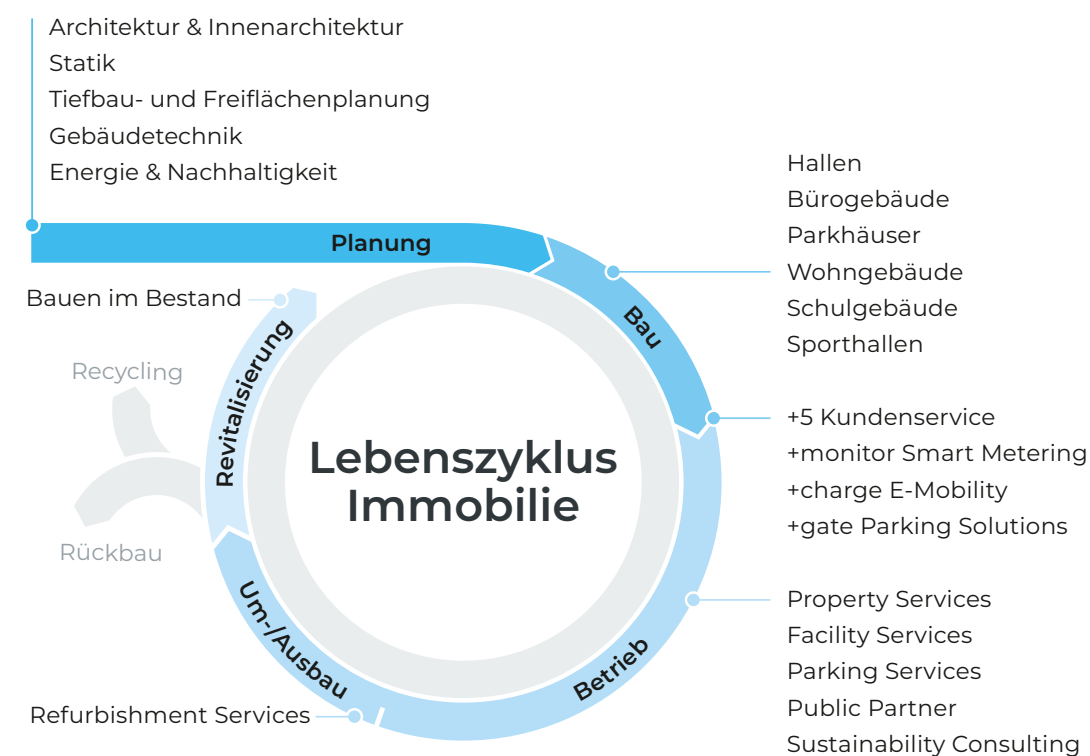 Architektur & Innenarchitektur
Statik
Tiefbau- und Freiflächenplanung
Gebäudetechnik
Energie & Nachhaltigkeit
Planung
Hallen
Bürogebäude
Parkhäuser
Wohngebäude
Schulgebäude
Sporthallen
Bau
Bauen im Bestand
Revitalisierung
Recycling
Rückbau
Lebenszyklus
Immobilie
+5 Kundenservice
+monitor Smart Metering
+charge E-Mobility
+gate Parking Solutions
Um-/Ausbau
Betrieb
Property Services
Facility Services
Parking Services
Public Partner
Sustainability Consulting
Refurbishment Services